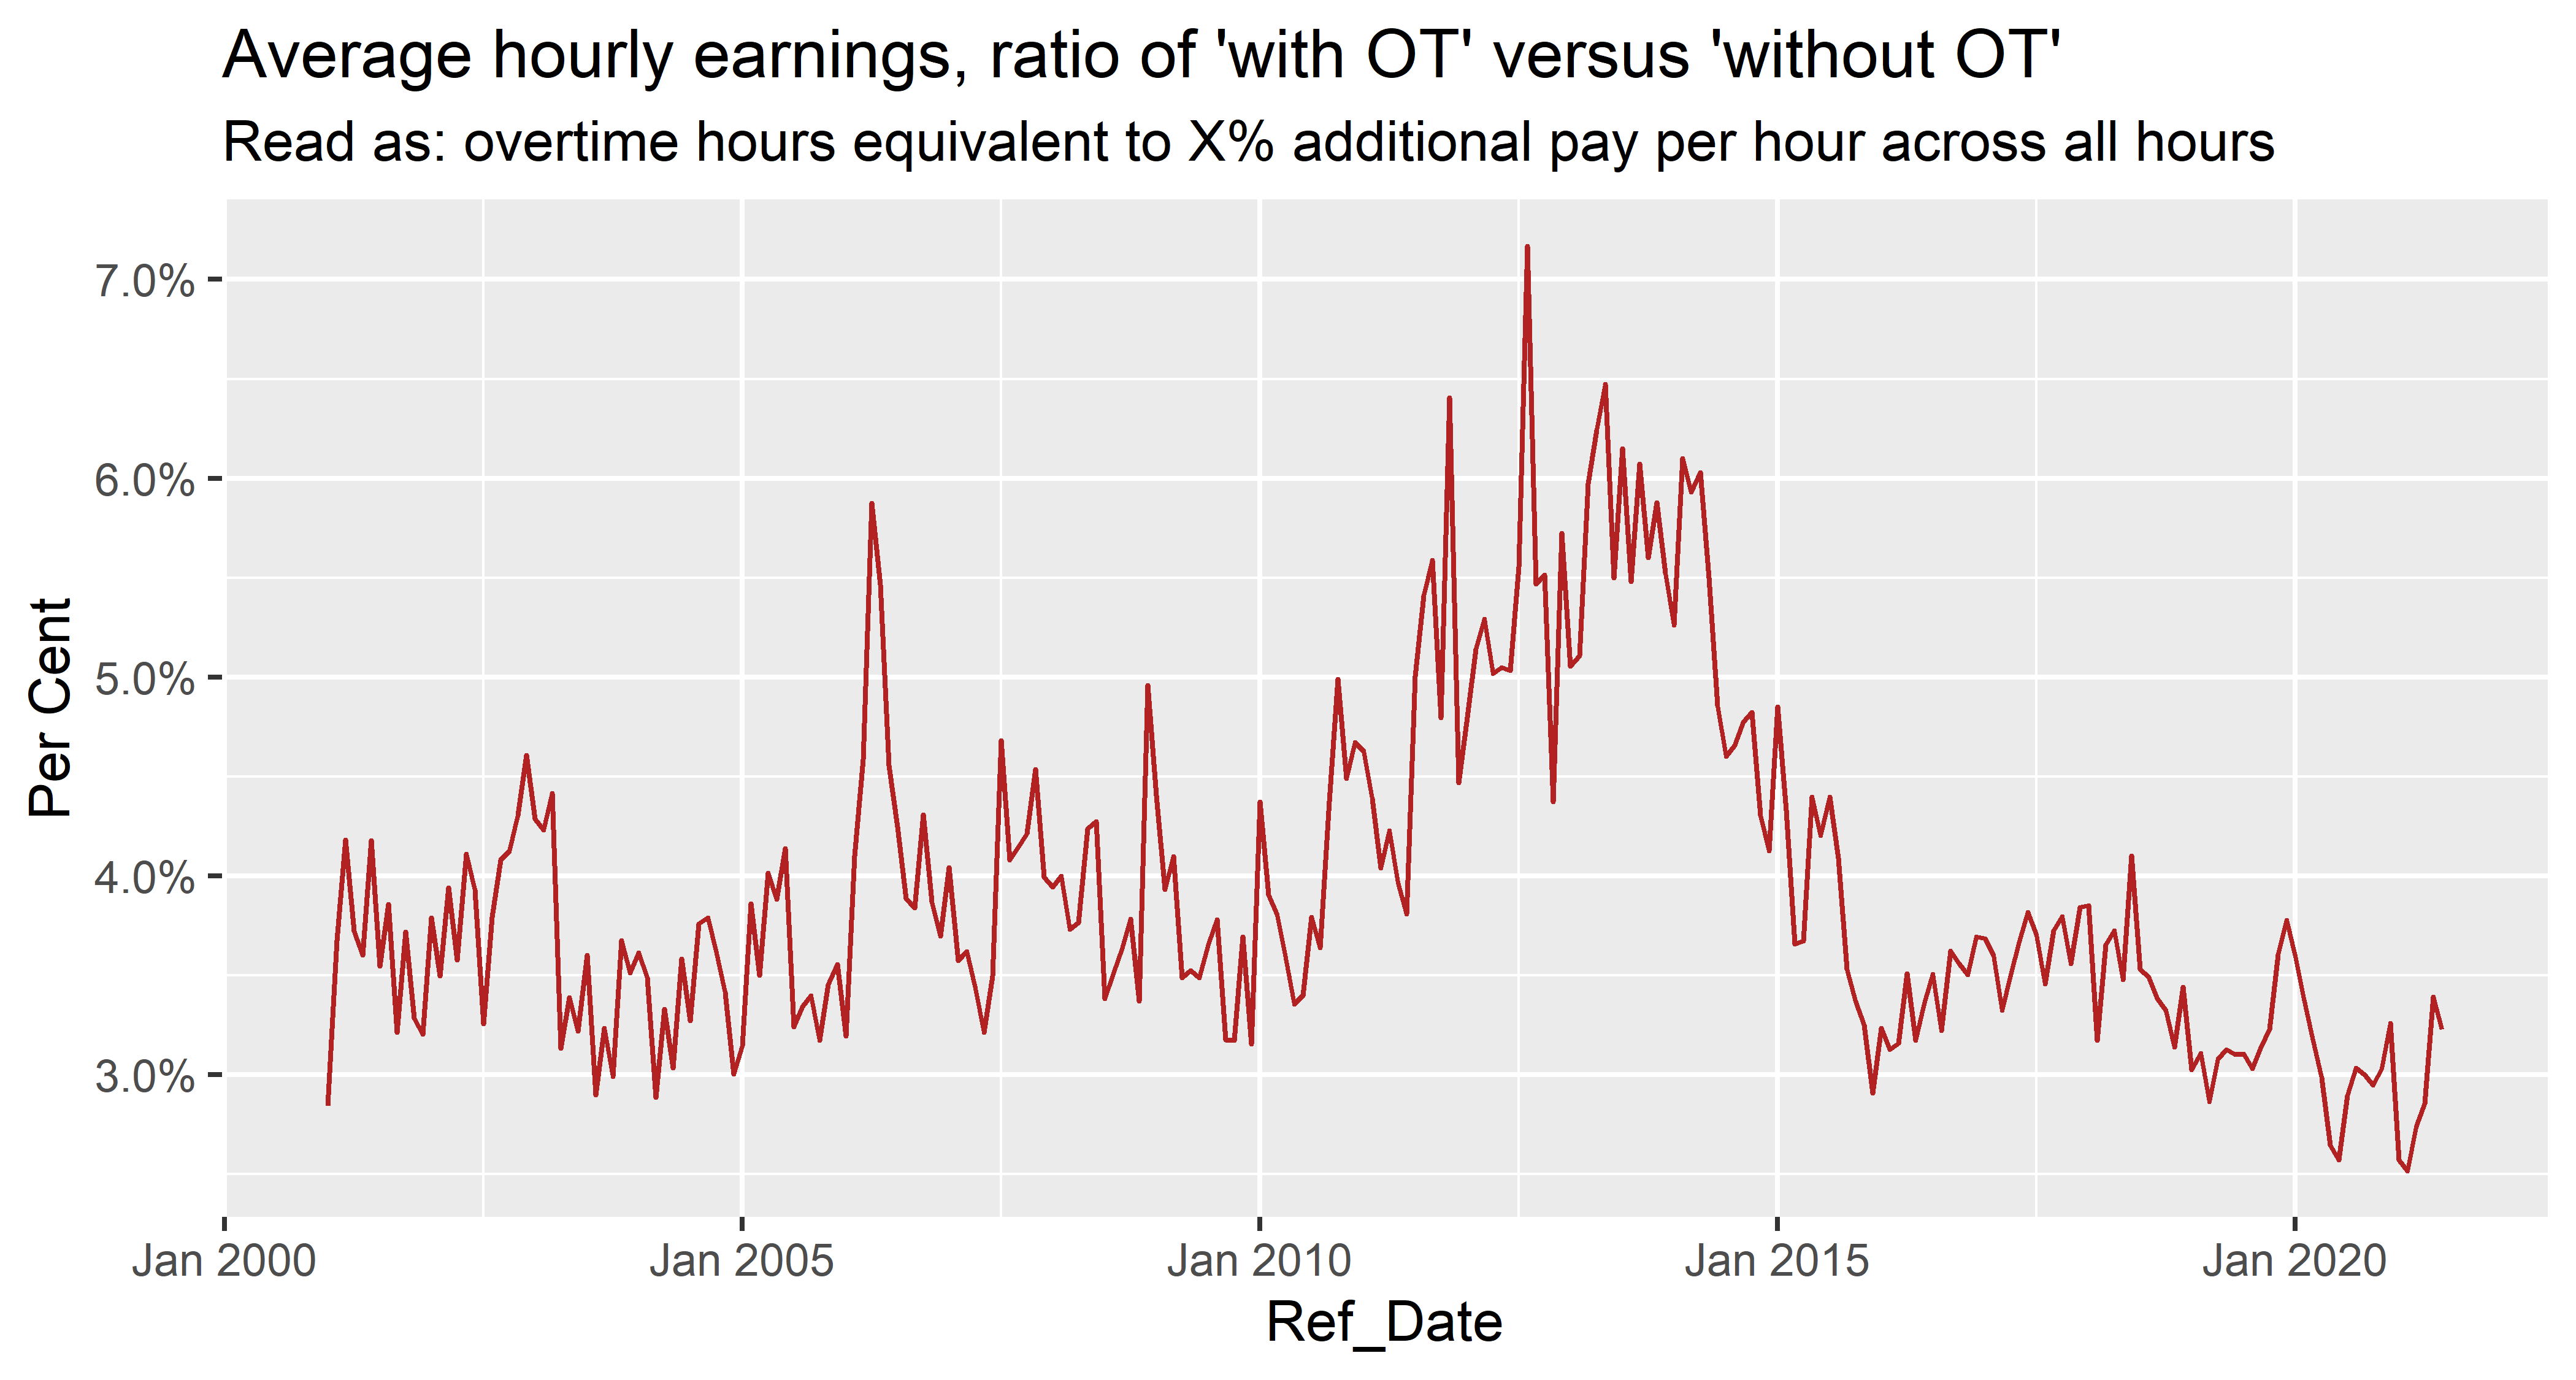 Average hourly earnings, ratio of 'with OT' versus 'without OT'
Read as: overtime hours equivalent to X% additional pay per hour across all hours
Per Cent
7.0%
6.0%
5.0%
4.0%
3.0%
Jan 2000
Jan 2005
Jan 2010
Jan 2015
Jan 2020
Ref_Date